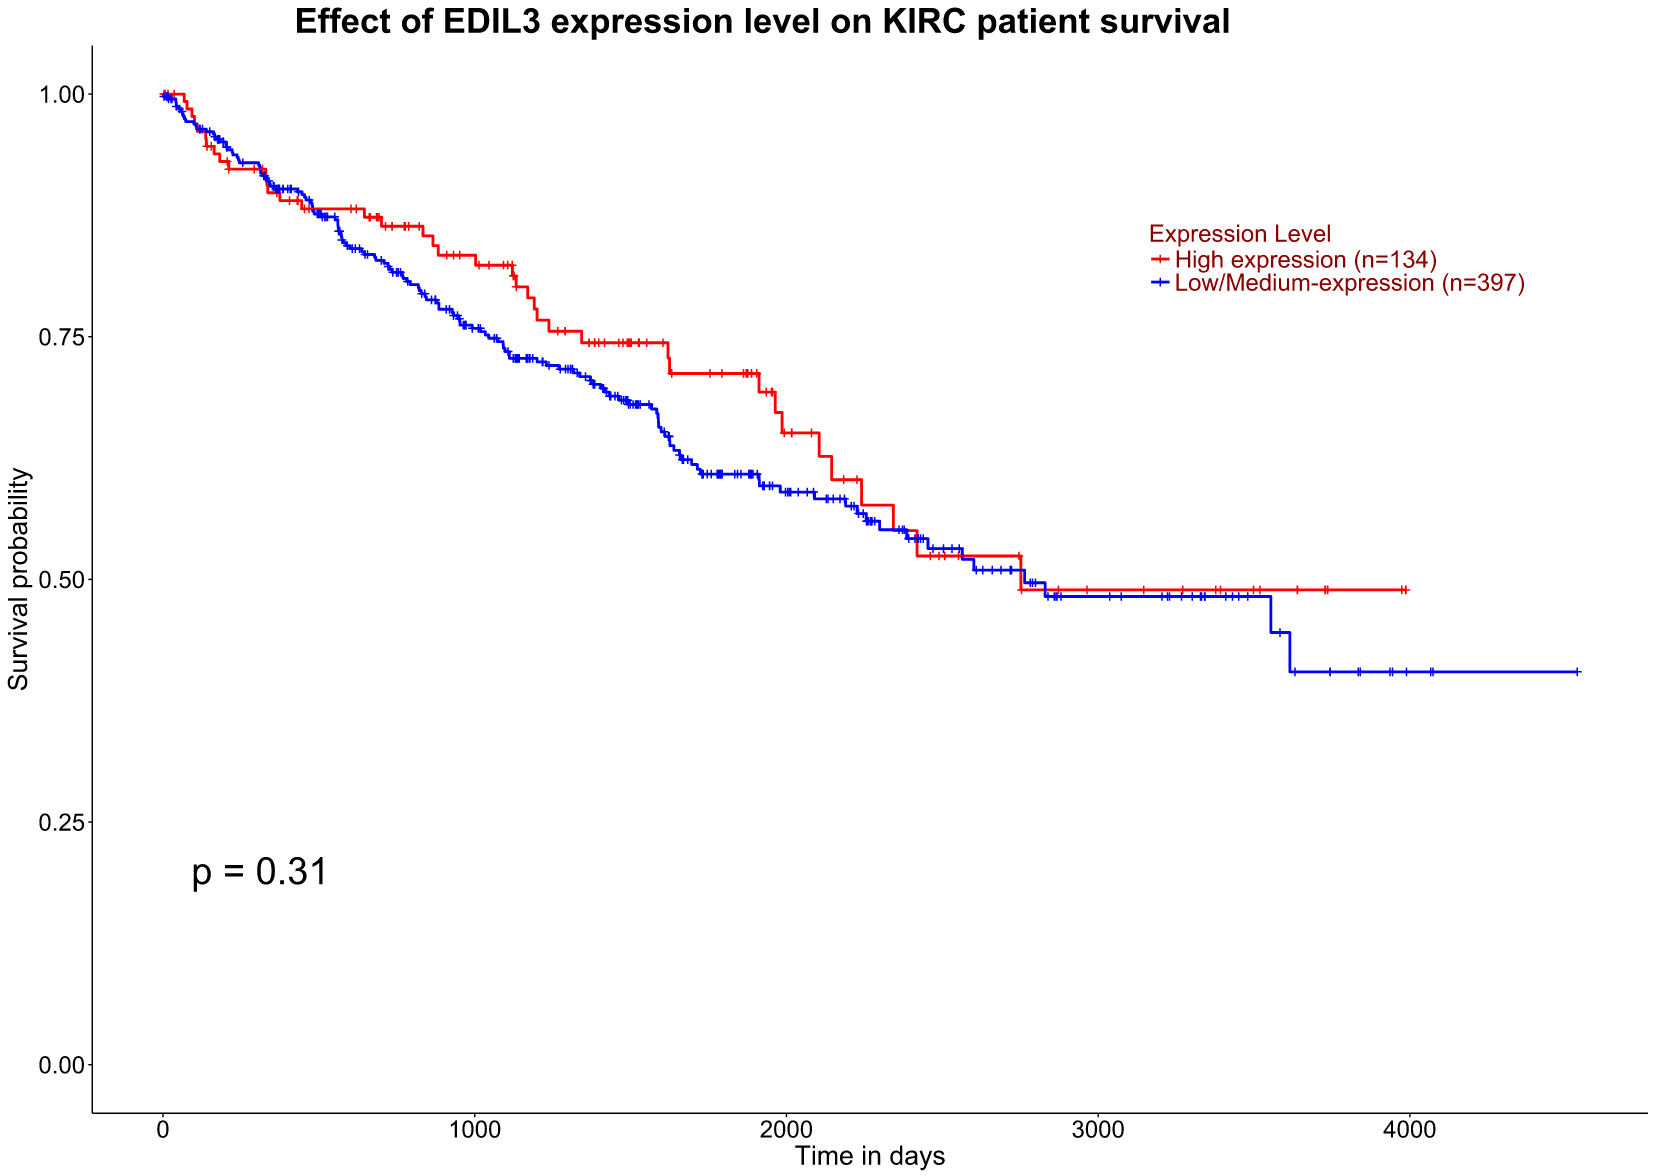 Effect of EDIL3 expression level on KIRC patient survival
Survival probability
1.00
0.75
0.50
0.25
0.00
Expression Level
High expression (n=134)
Low/Medium-expression (n=397)
p = 0.31
0 1000 2000 3000 4000
Time in days